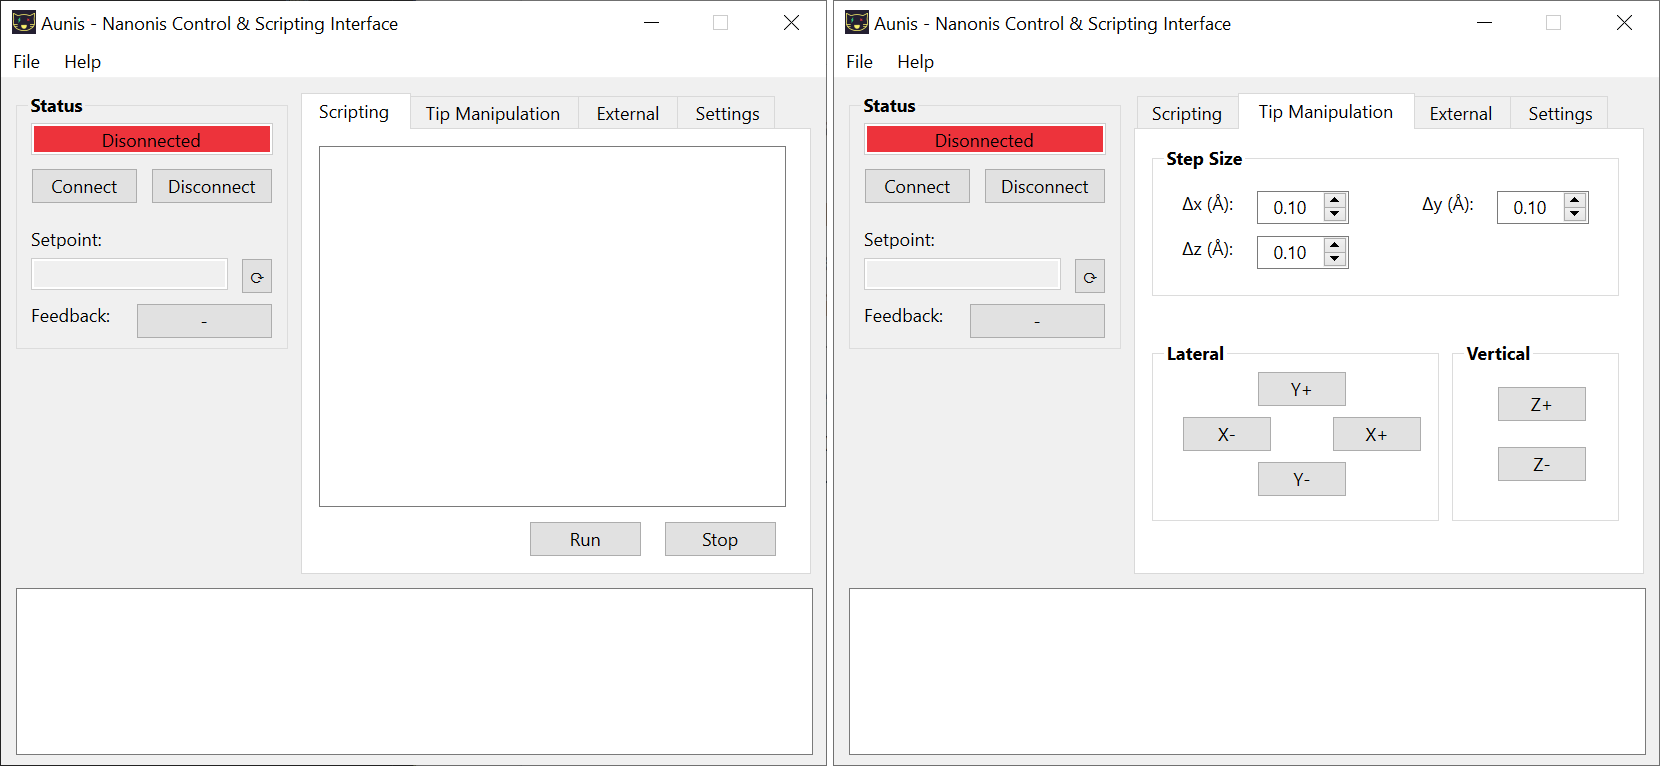 Aunis - Nanonis Control & Scripting Interface
File Help
Status
Disonnected
Connect Disconnect
Setpoint:
⟳
Feedback: -
Scripting Tip Manipulation External Settings
Run Stop
Aunis - Nanonis Control & Scripting Interface
File Help
Status
Disonnected
Connect Disconnect
Setpoint:
⟳
Feedback: -
Scripting Tip Manipulation External Settings
Step Size
Δx (Å): 0.10 Δy (Å): 0.10
Δz (Å): 0.10
Lateral
Y+
X- X+
Y-
Vertical
Z+
Z-